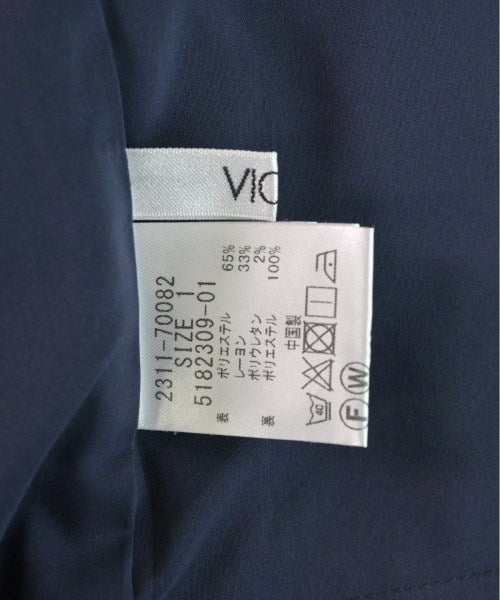 VIC
2311-70082
SIZE 1
5182309-01
表 ポリエステル 65%
レーヨン 33%
ポリウレタン 2%
裏 ポリエステル 100%
中国製
40
F W